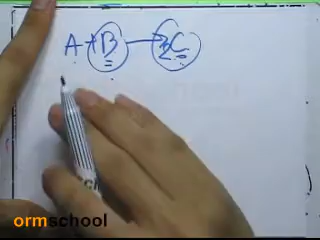 A + B → 2C
ormschool